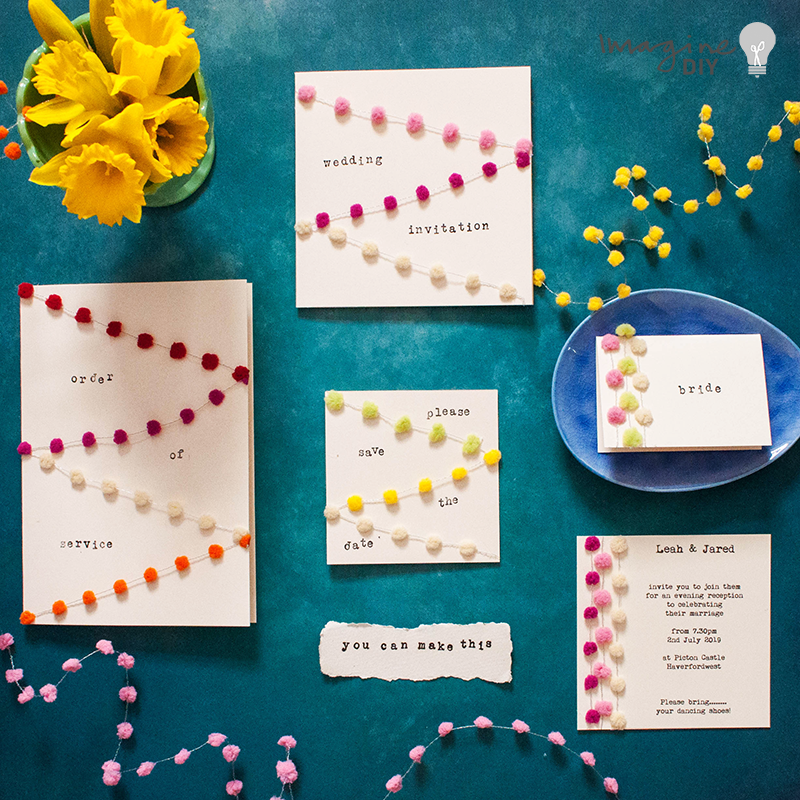 imagine
DIY
wedding
invitation
order
of
service
please
save
the
date
bride
you can make this
Leah & Jared
invite you to join them
for an evening reception
to celebrating
their marriage
from 7.30pm
2nd July 2019
at Picton Castle
Haverfordwest
Please bring........
your dancing shoes!